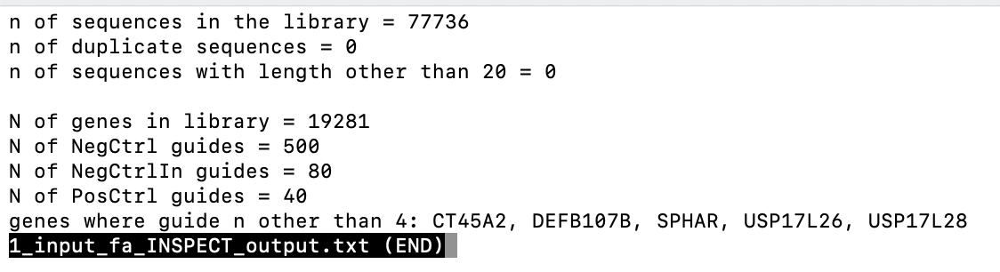 n of sequences in the library = 77736
n of duplicate sequences = 0
n of sequences with length other than 20 = 0
N of genes in library = 19281
N of NegCtrl guides = 500
N of NegCtrlIn guides = 80
N of PosCtrl guides = 40
genes where guide n other than 4: CT45A2, DEFB107B, SPHAR, USP17L26, USP17L28
1_input_fa_INSPECT_output.txt (END)